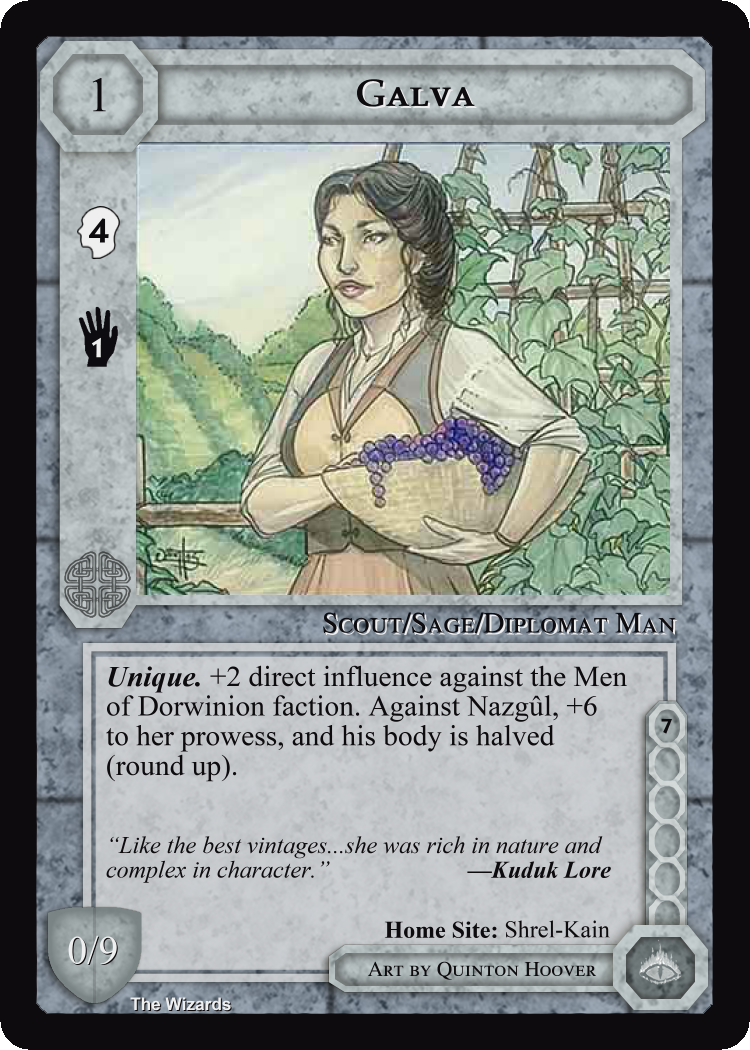 1
Galva
4
1
Scout/Sage/Diplomat Man
Unique. +2 direct influence against the Men
of Dorwinion faction. Against Nazgûl, +6
to her prowess, and his body is halved
(round up).
7
“Like the best vintages...she was rich in nature and
complex in character.” —Kuduk Lore
Home Site: Shrel-Kain
0/9
Art by Quinton Hoover
The Wizards